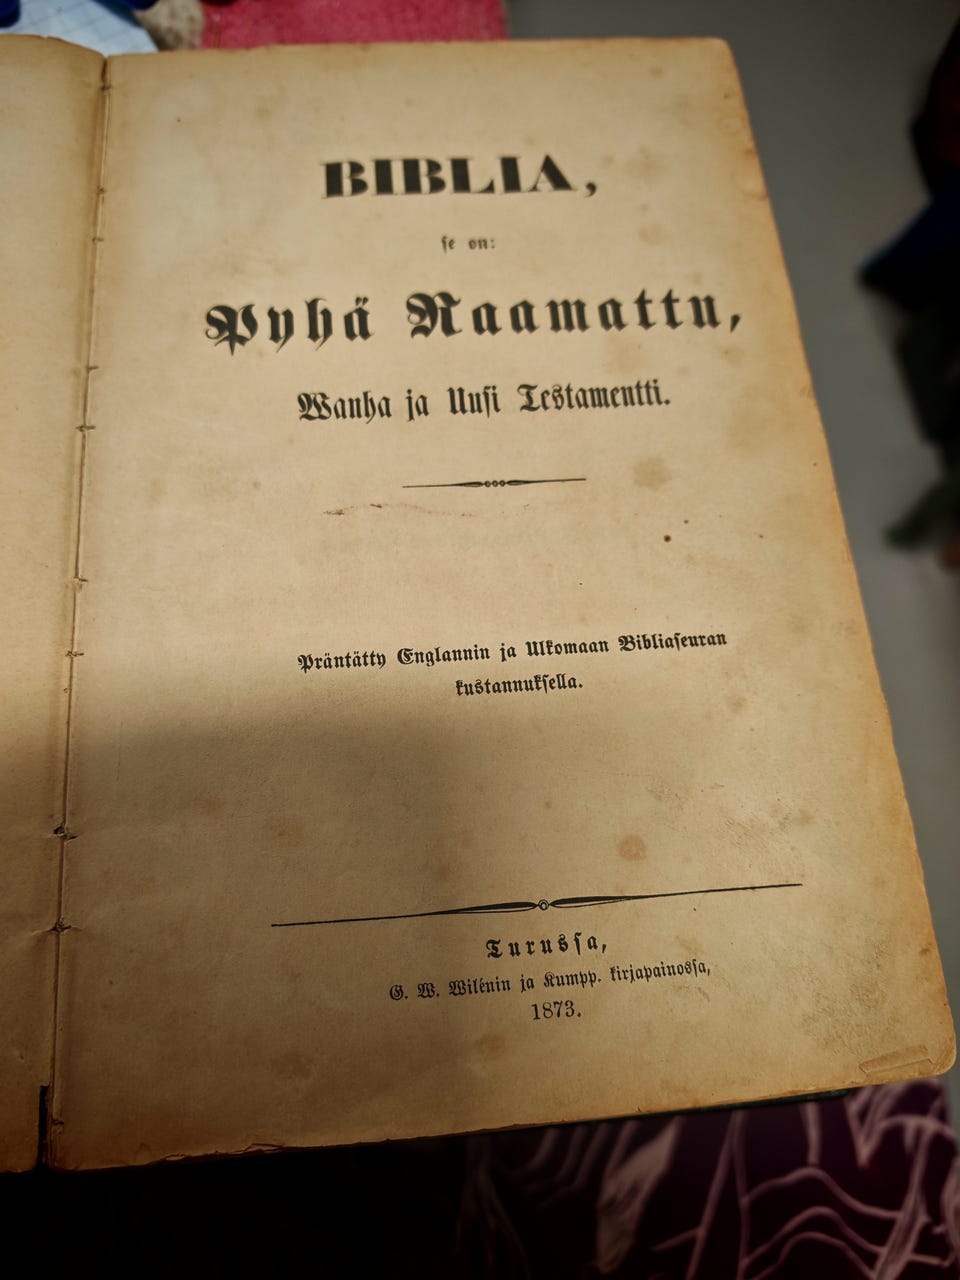 BIBLIA,
se on:
Pyhä Raamattu,
Wanha ja Uusi Testamentti.
Präntätty Englannin ja Ulkomaan Bibliaseuran
kustannuksella.
Turussa,
G. W. Wilénin ja Kumpp. kirjapainossa,
1873.